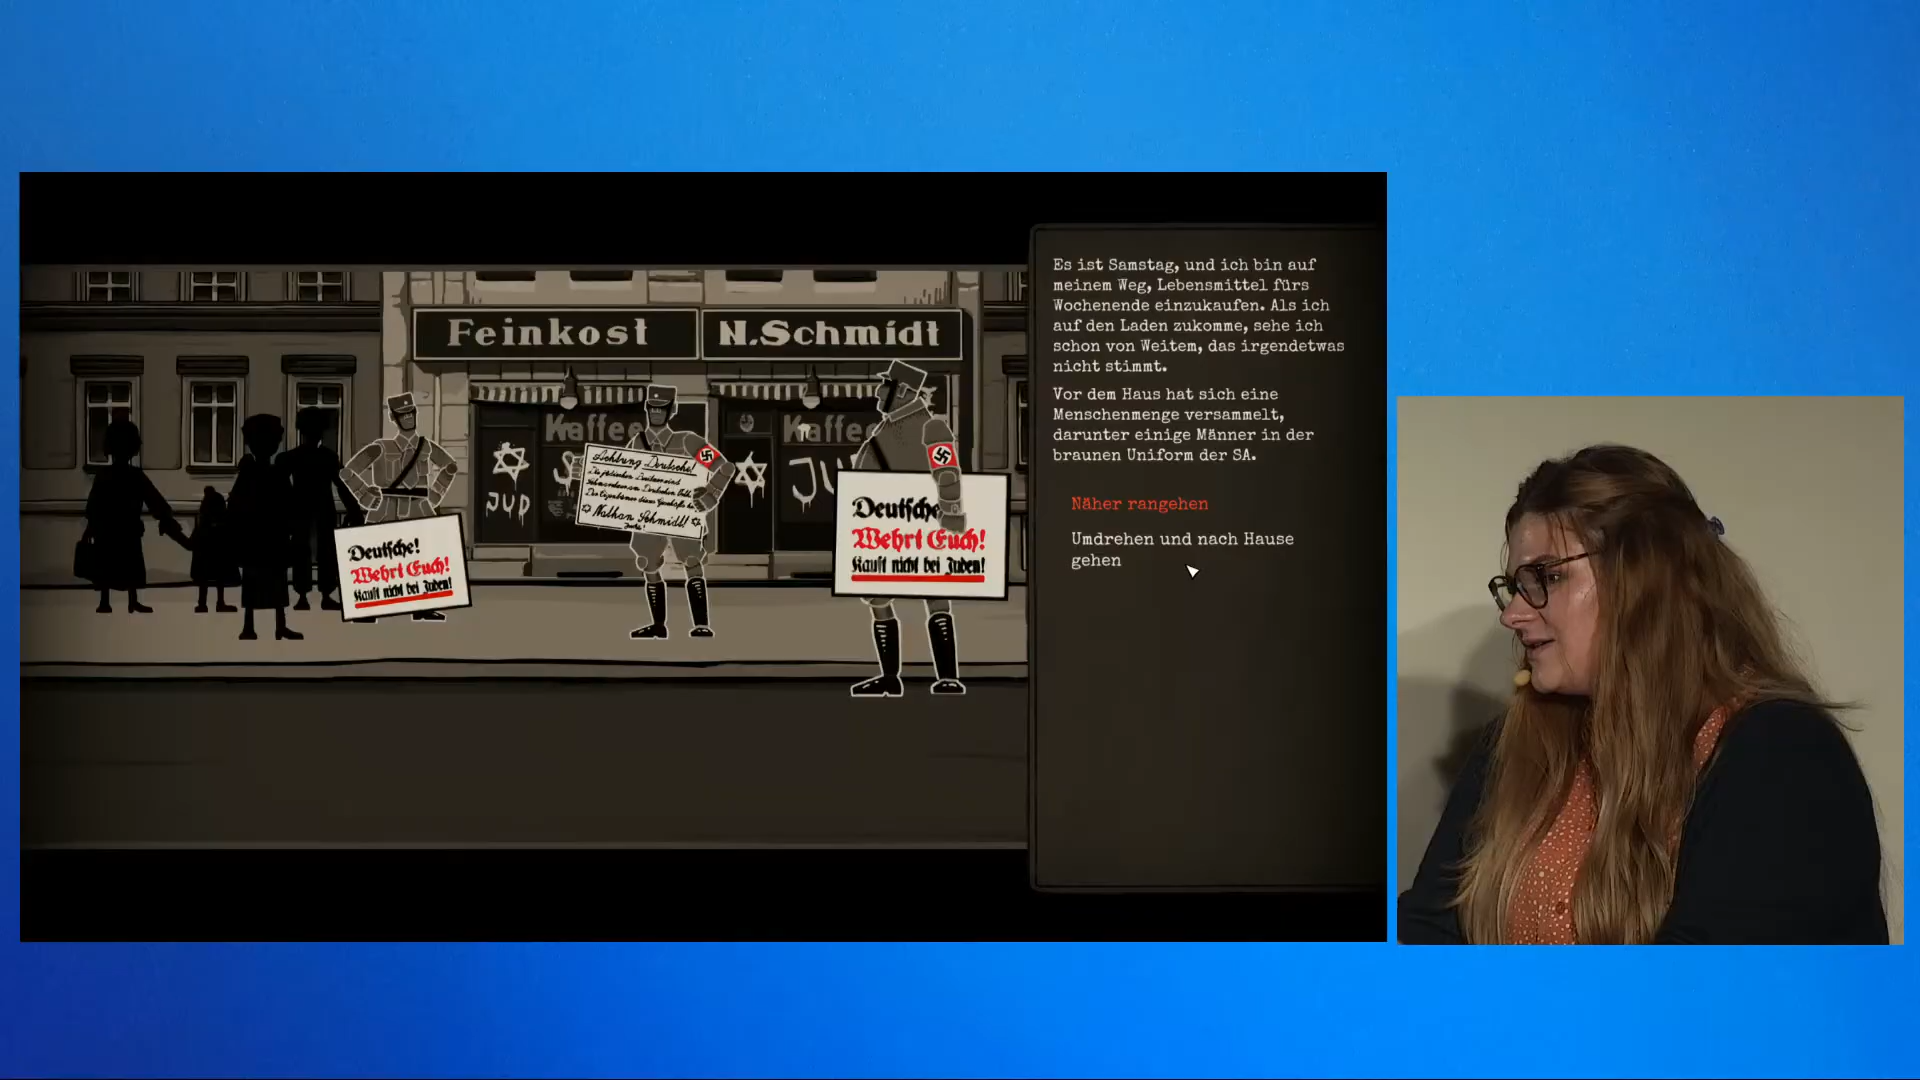 Feinkost N.Schmidt
Kaffee
Kaffe
JUD
JU
Achtung Deutsche!
Nathan Schmidt!
Deutsche!
Wehrt Euch!
Kauft nicht bei Juden!
Deutsche
Wehrt Euch!
Kauft nicht bei Juden!
Es ist Samstag, und ich bin auf
meinem Weg, Lebensmittel fürs
Wochenende einzukaufen. Als ich
auf den Laden zukomme, sehe ich
schon von Weitem, das irgendetwas
nicht stimmt.
Vor dem Haus hat sich eine
Menschenmenge versammelt,
darunter einige Männer in der
braunen Uniform der SA.
Näher rangehen
Umdrehen und nach Hause
gehen